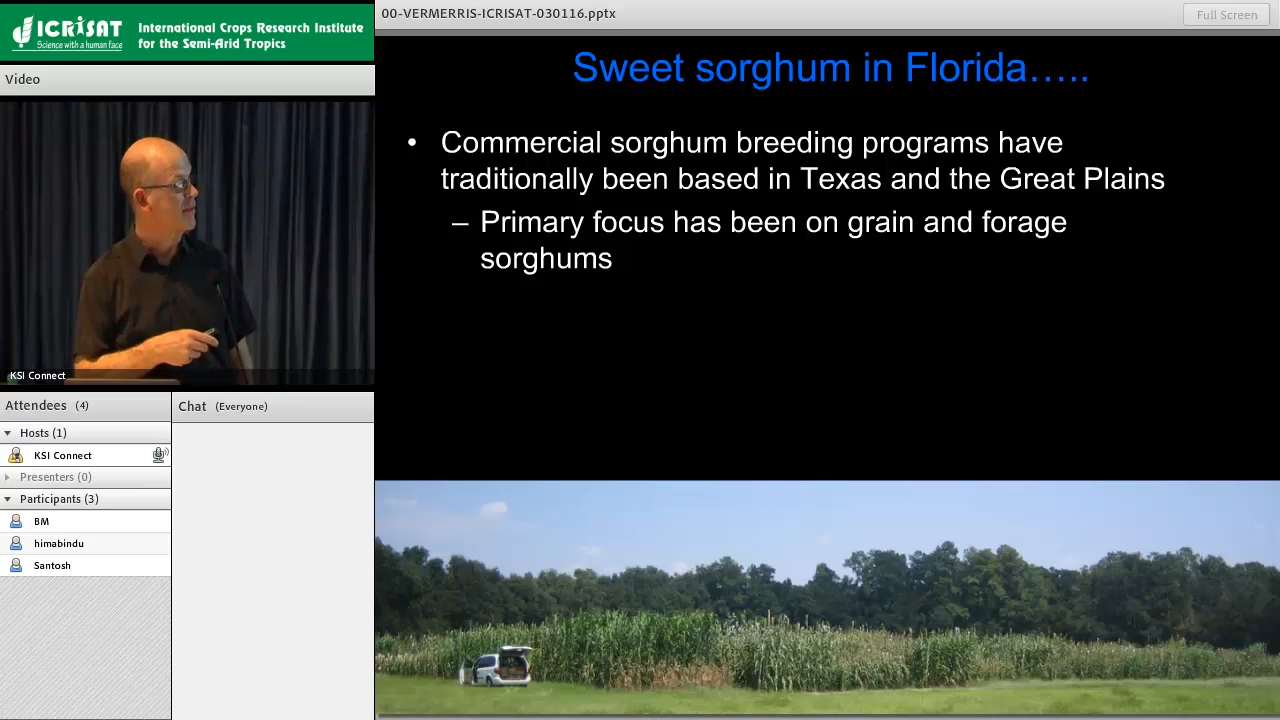 ICRISAT
Science with a human face
International Crops Research Institute
for the Semi-Arid Tropics
00-VERMERRIS-ICRISAT-030116.pptx
Full Screen
Video
KSI Connect
Attendees (4)
Hosts (1)
KSI Connect
Presenters (0)
Participants (3)
BM
himabindu
Santosh
Chat (Everyone)
Sweet sorghum in Florida…..
• Commercial sorghum breeding programs have
traditionally been based in Texas and the Great Plains
– Primary focus has been on grain and forage
sorghums